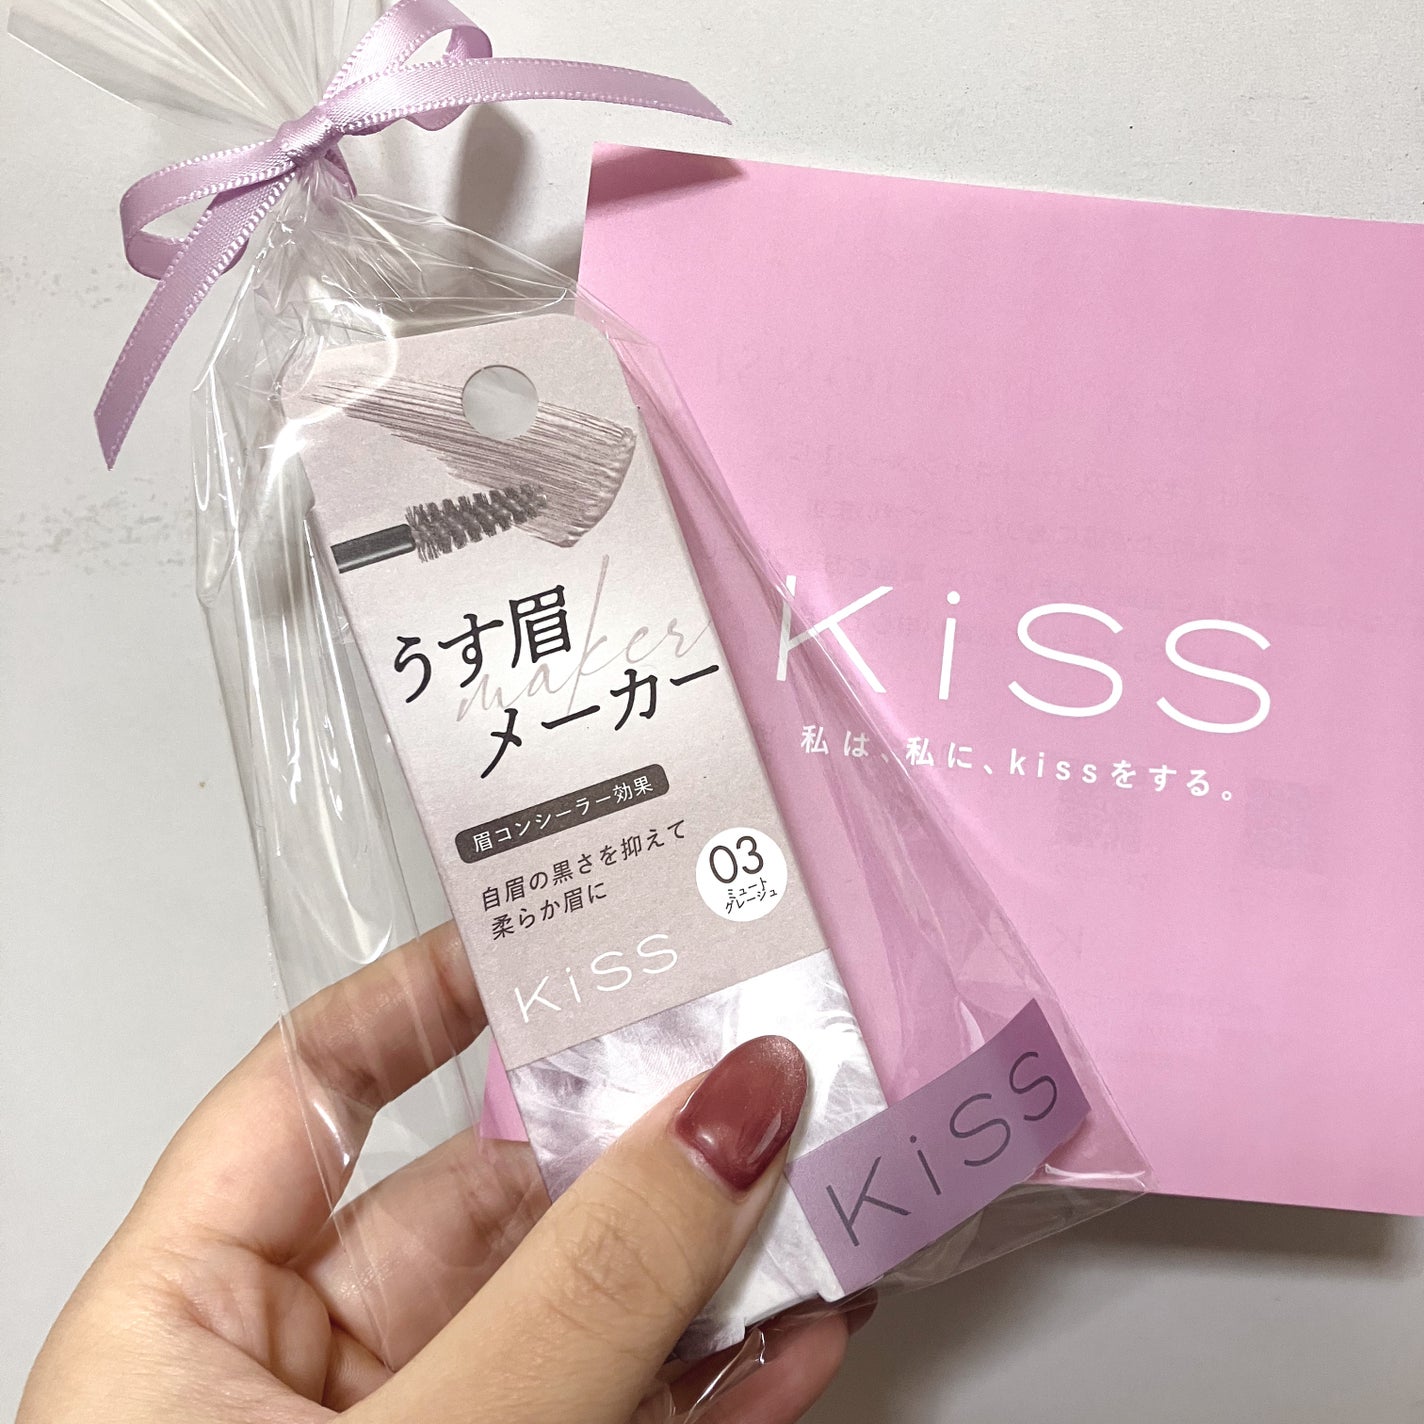 うす眉
maker
メーカー
眉コンシーラー効果
自眉の黒さを抑えて
柔らか眉に
03
ミュート
グレージュ
KiSS
KiSS
KiSS
私は、私に、kissをする。